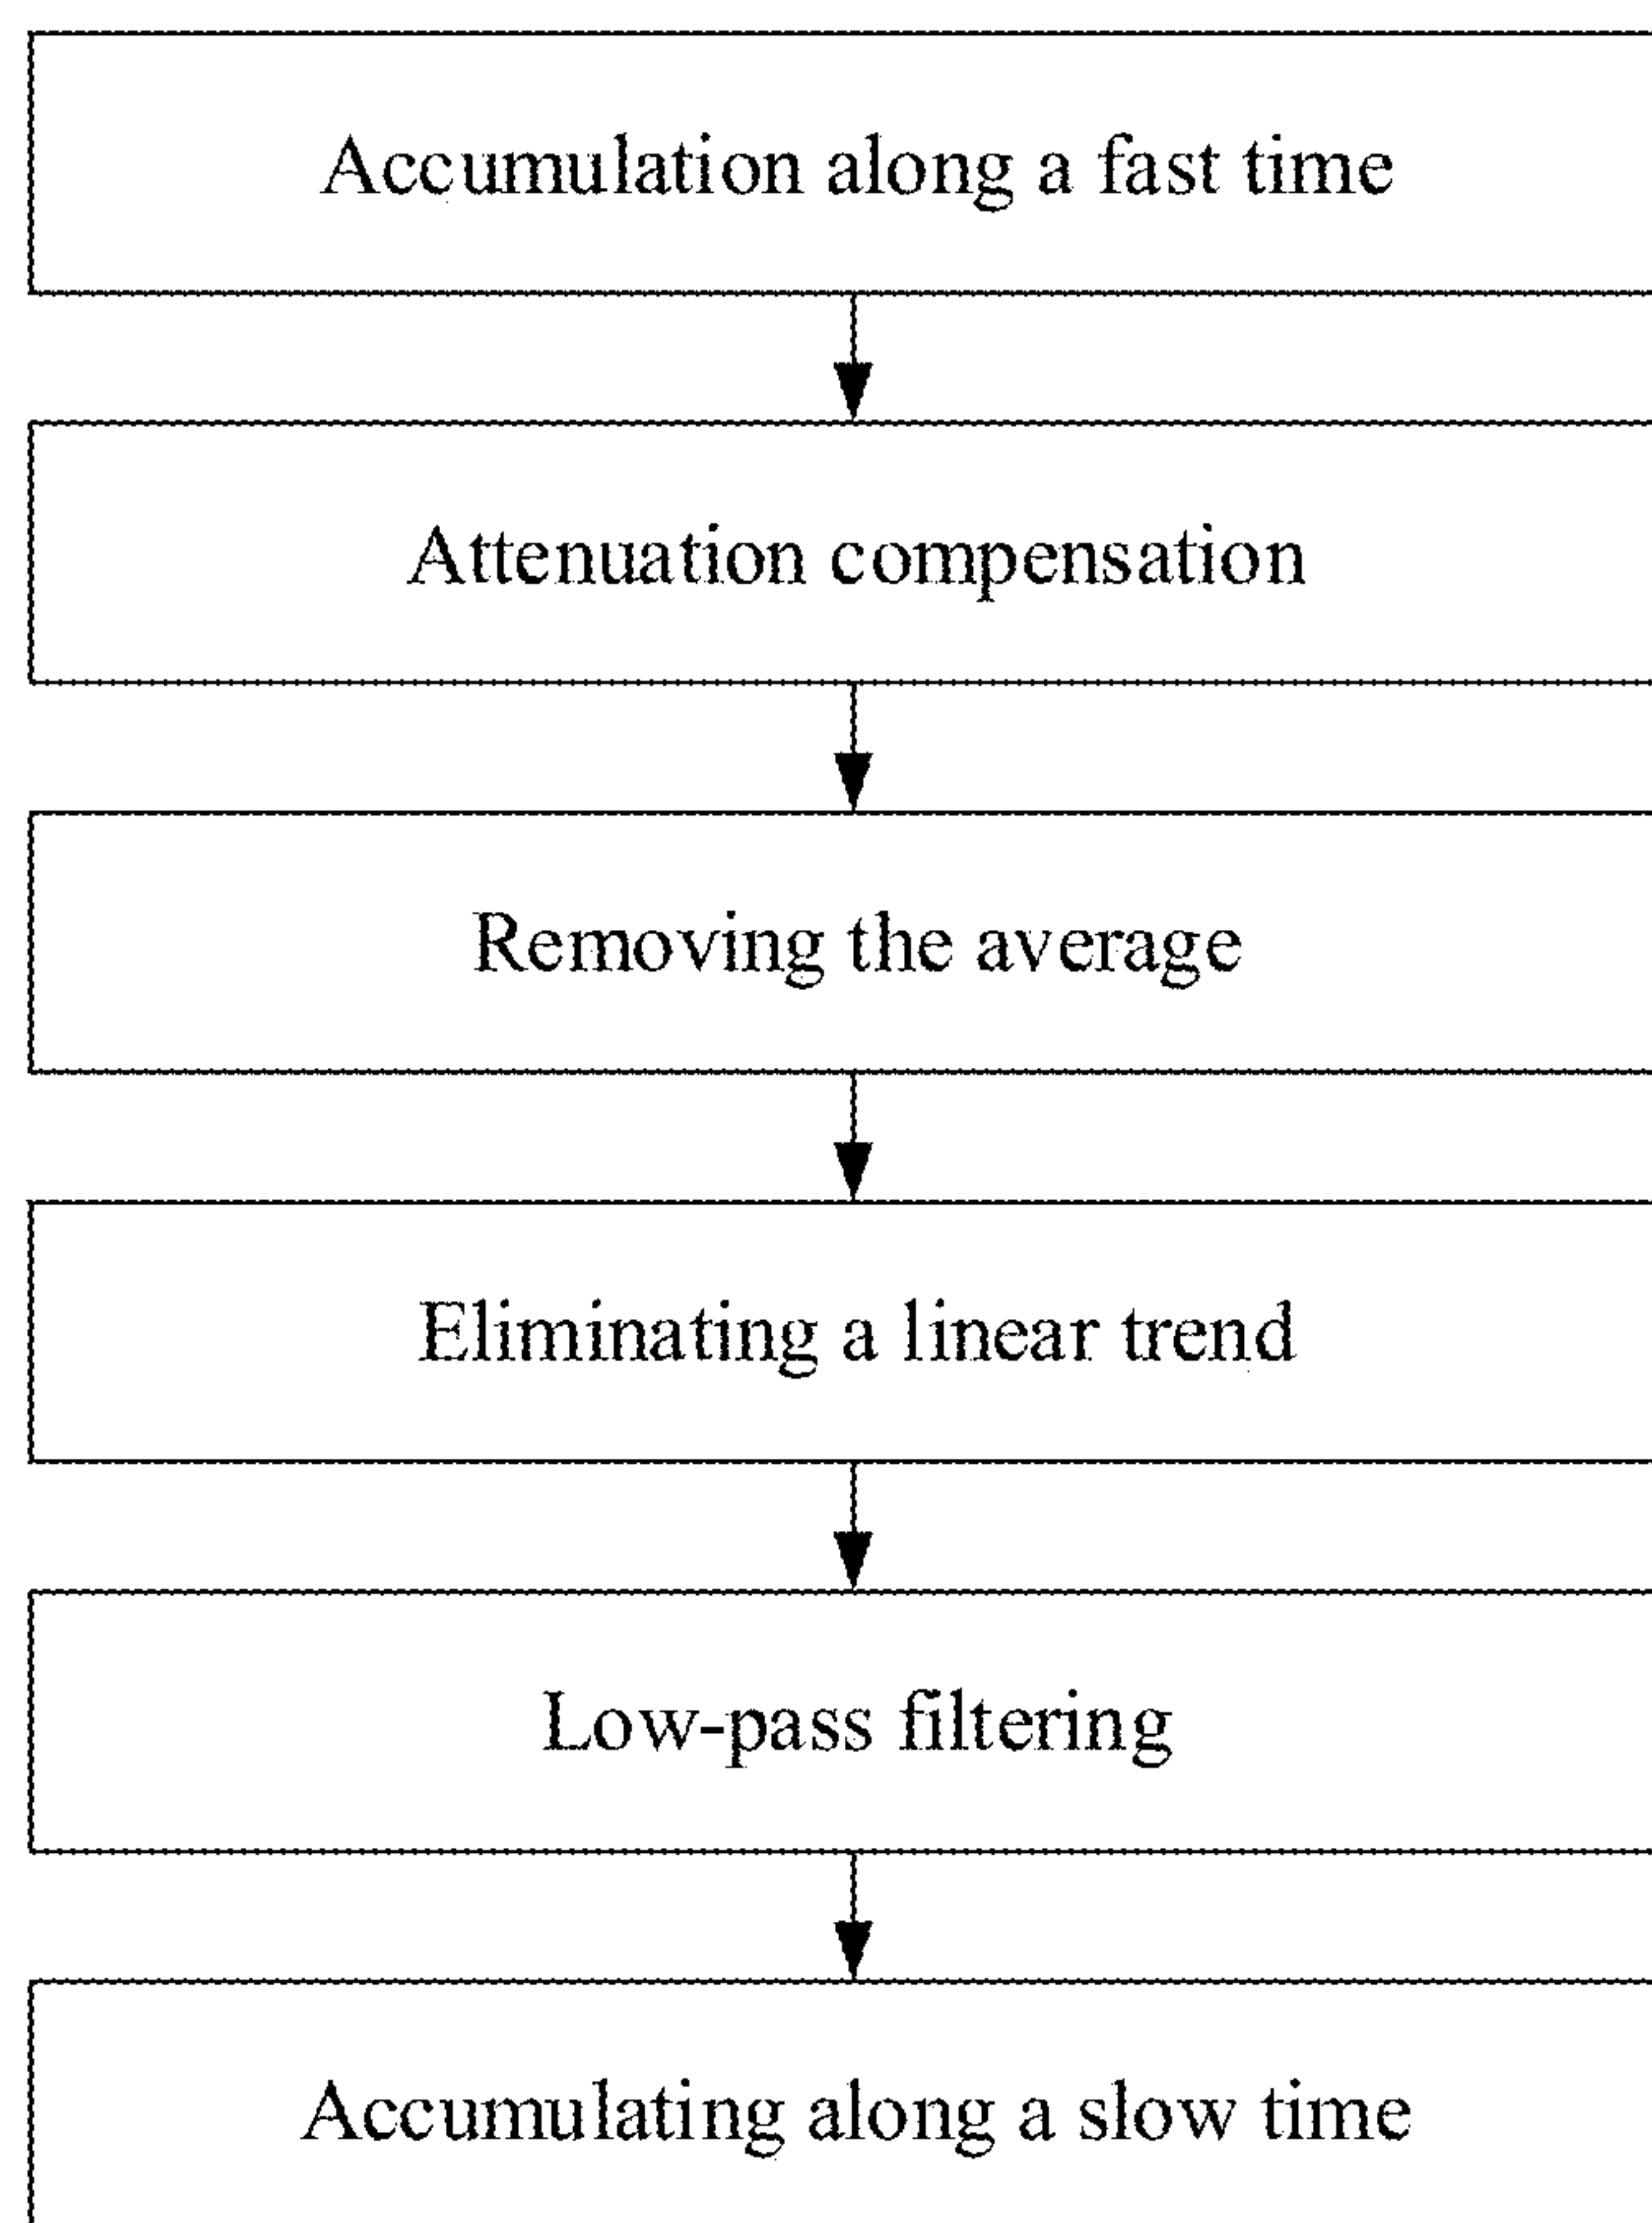 Accumulation along a fast time
Attenuation compensation
Removing the average
Eliminating a linear trend
Low-pass filtering
Accumulating along a slow time